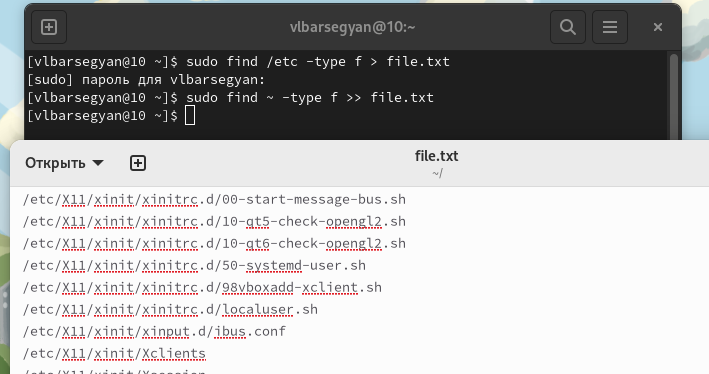 vlbarsegyan@10:~
[vlbarsegyan@10 ~]$ sudo find /etc -type f > file.txt
[sudo] пароль для vlbarsegyan:
[vlbarsegyan@10 ~]$ sudo find ~ -type f >> file.txt
[vlbarsegyan@10 ~]$
Открыть
file.txt
~/
/etc/X11/xinit/xinitrc.d/00-start-message-bus.sh
/etc/X11/xinit/xinitrc.d/10-qt5-check-opengl2.sh
/etc/X11/xinit/xinitrc.d/10-qt6-check-opengl2.sh
/etc/X11/xinit/xinitrc.d/50-systemd-user.sh
/etc/X11/xinit/xinitrc.d/98vboxadd-xclient.sh
/etc/X11/xinit/xinitrc.d/localuser.sh
/etc/X11/xinit/xinput.d/ibus.conf
/etc/X11/xinit/Xclients